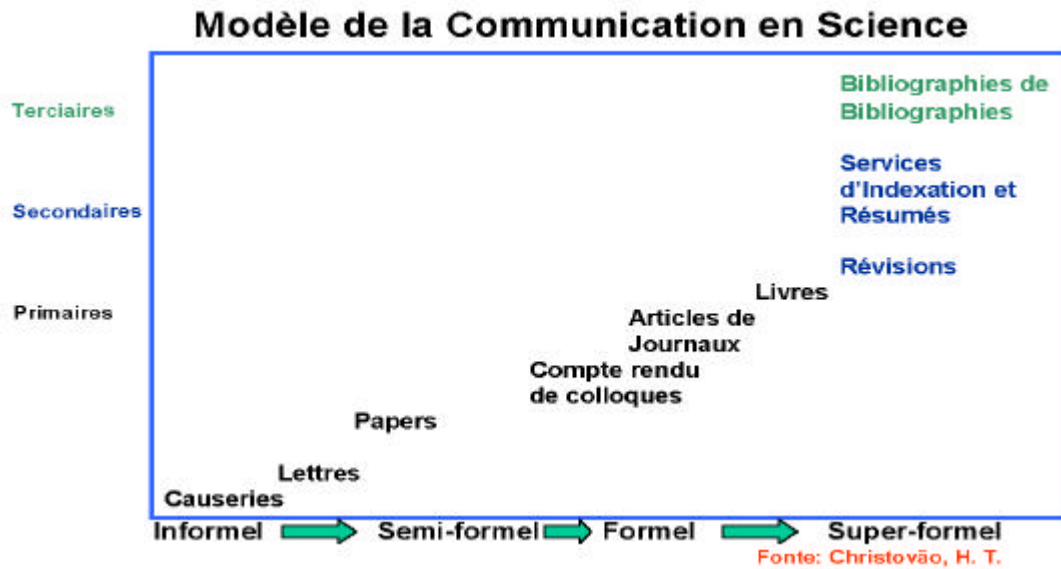 Modèle de la Communication en Science
Bibliographies de
Bibliographies
Terciaires
Services
d'Indexation et
Résumés
Secondaires
Révisions
Livres
Primaires
Articles de
Journaux
Compte rendu
de colloques
Papers
Lettres
Causeries
Informel Semi-formel Formel Super-formel
Fonte: Christovão, H. T.